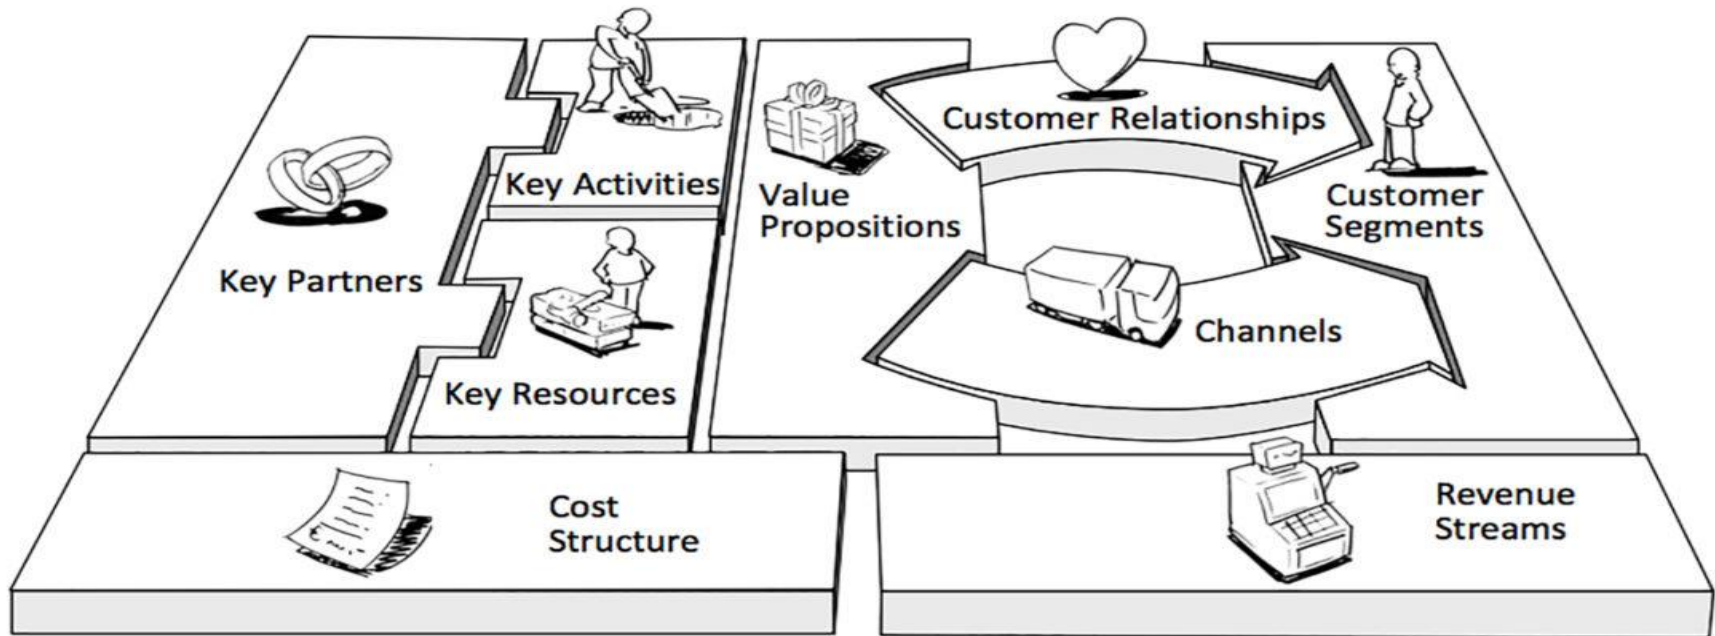 Customer Relationships
Key Activities
Value
Propositions
Customer
Segments
Key Partners
Channels
Key Resources
Cost
Structure
Revenue
Streams